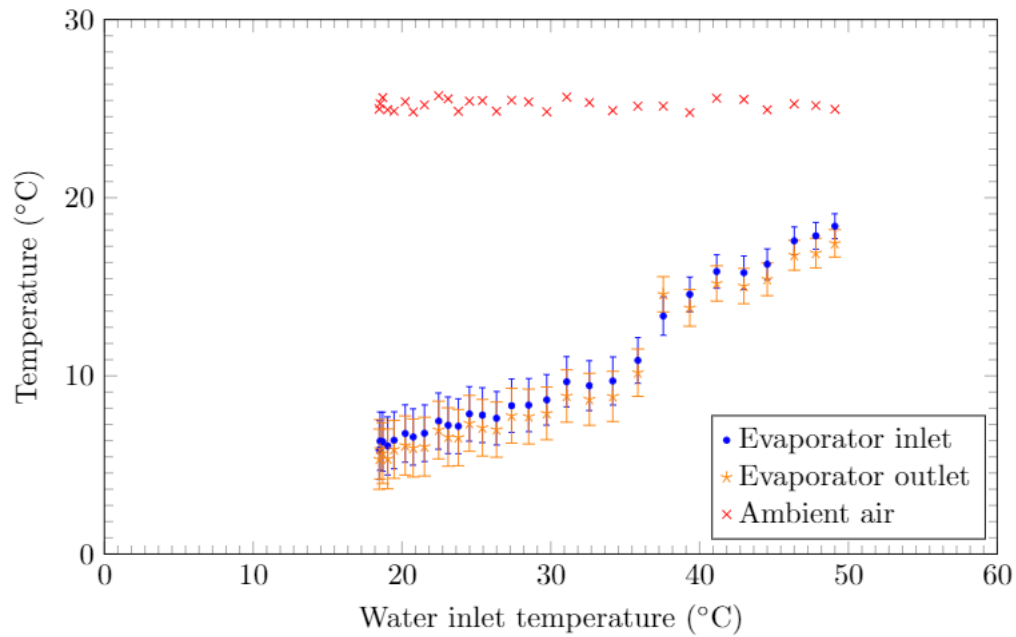 30
20
10
0
0
10
20
30
40
50
60
Temperature (°C)
Water inlet temperature (°C)
Evaporator inlet
Evaporator outlet
Ambient air